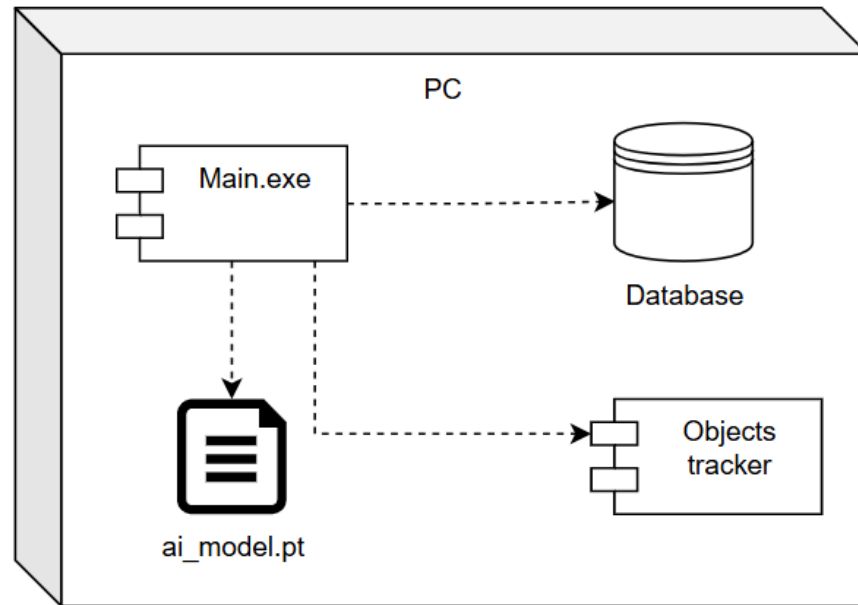 PC
Main.exe
Database
Objects
tracker
ai_model.pt